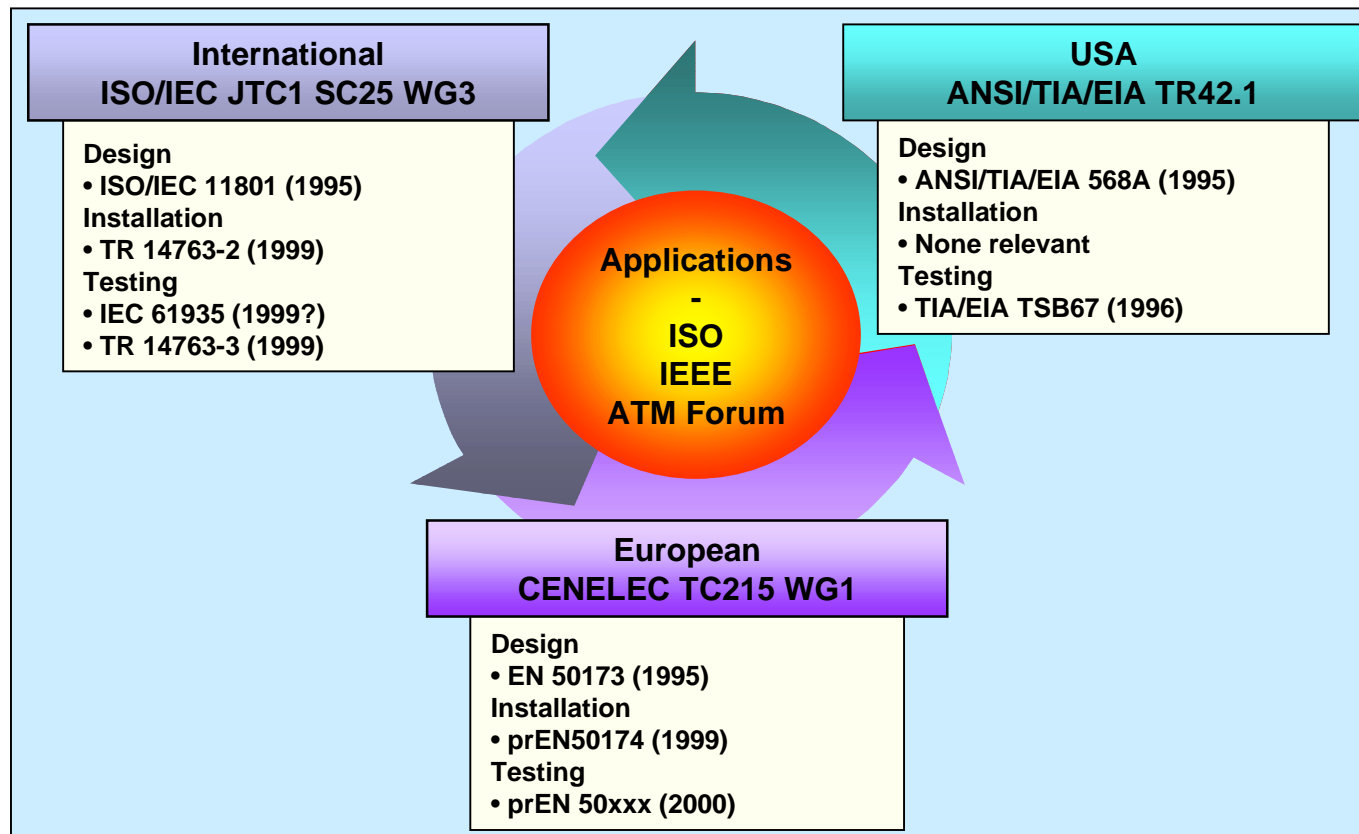 International
ISO/IEC JTC1 SC25 WG3
Design
• ISO/IEC 11801 (1995)
Installation
• TR 14763-2 (1999)
Testing
• IEC 61935 (1999?)
• TR 14763-3 (1999)
USA
ANSI/TIA/EIA TR42.1
Design
• ANSI/TIA/EIA 568A (1995)
Installation
• None relevant
Testing
• TIA/EIA TSB67 (1996)
Applications
-
ISO
IEEE
ATM Forum
European
CENELEC TC215 WG1
Design
• EN 50173 (1995)
Installation
• prEN50174 (1999)
Testing
• prEN 50xxx (2000)